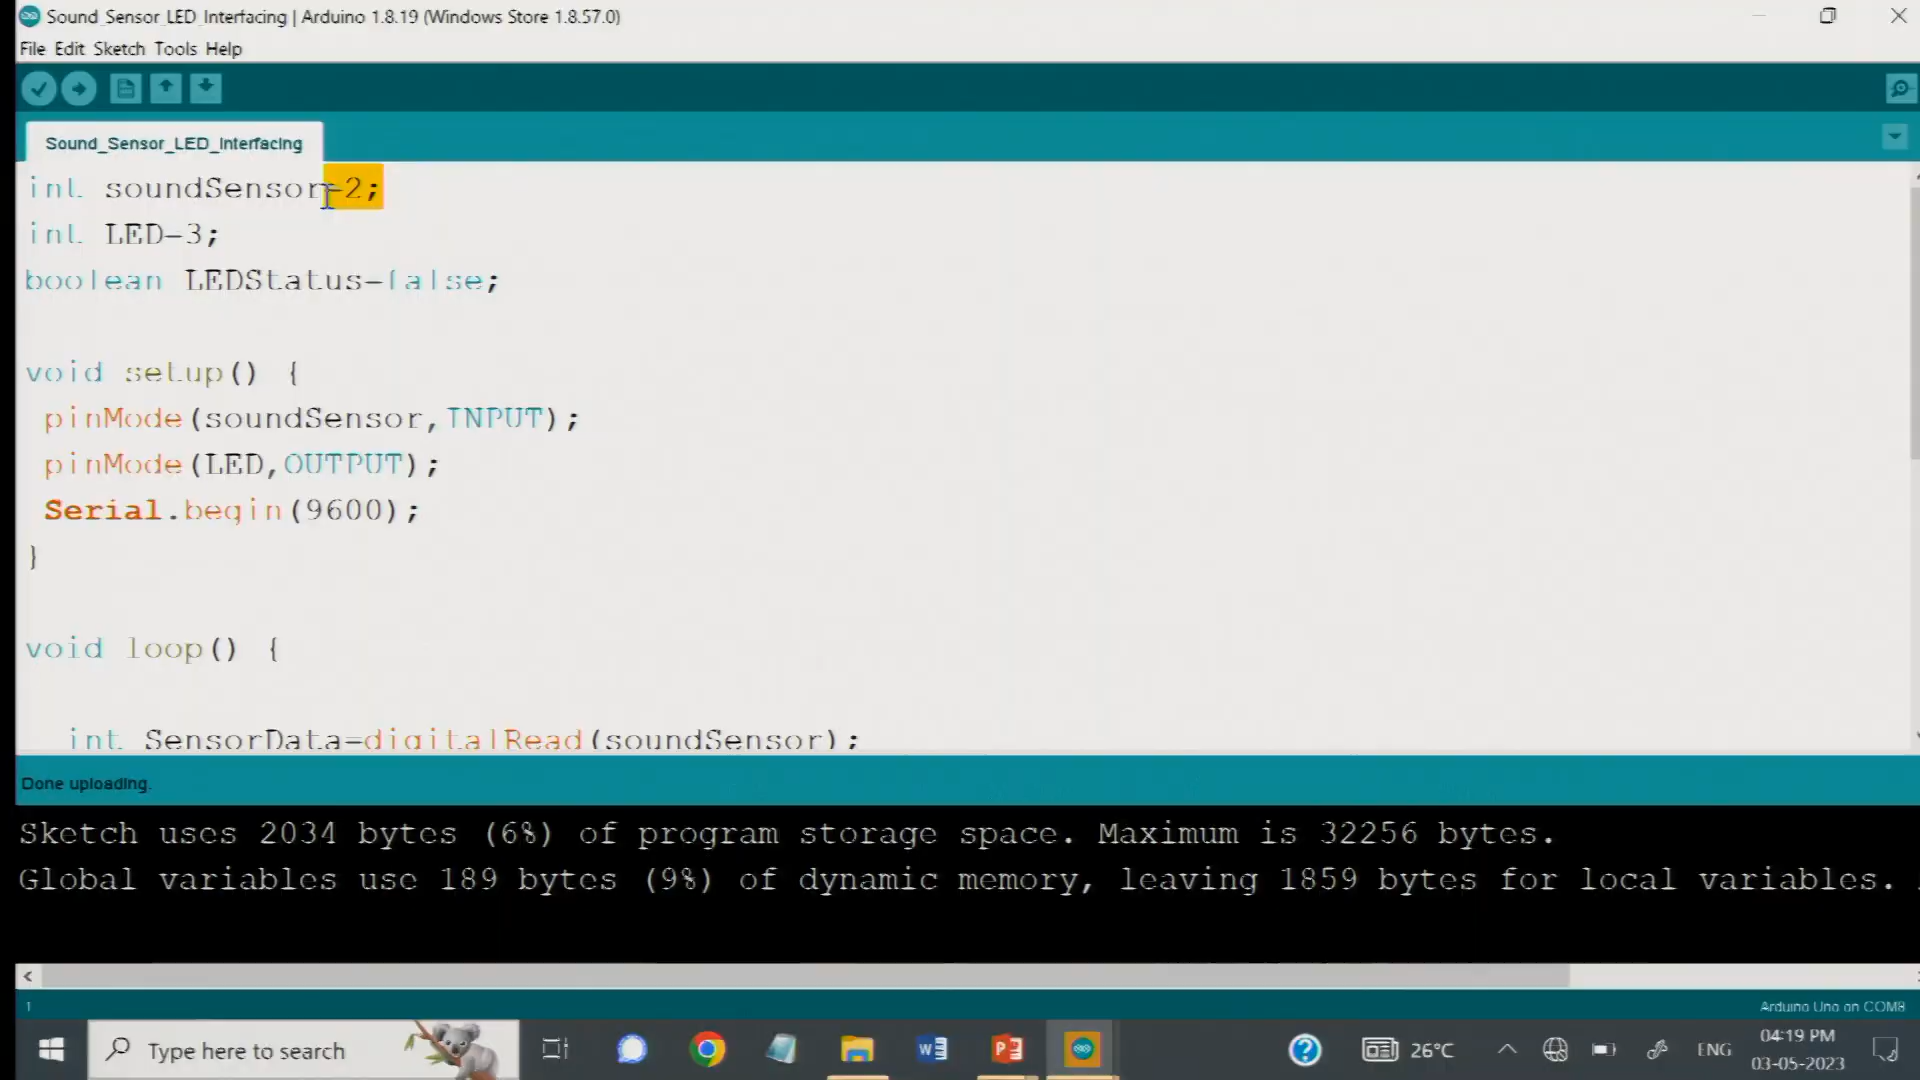 Sound_Sensor_LED_Interfacing | Arduino 1.8.19 (Windows Store 1.8.57.0)
File Edit Sketch Tools Help
Sound_Sensor_LED_Interfacing
int soundSensor=2;
int LED=3;
boolean LEDStatus=false;
void setup() {
pinMode(soundSensor,INPUT);
pinMode(LED,OUTPUT);
Serial.begin(9600);
}
void loop() {
int SensorData=digitalRead(soundSensor);
Done uploading.
Sketch uses 2034 bytes (6%) of program storage space. Maximum is 32256 bytes.
Global variables use 189 bytes (9%) of dynamic memory, leaving 1859 bytes for local variables.
1
Arduino Uno on COM8
Type here to search
26°C
ENG
04:19 PM
03-05-2023